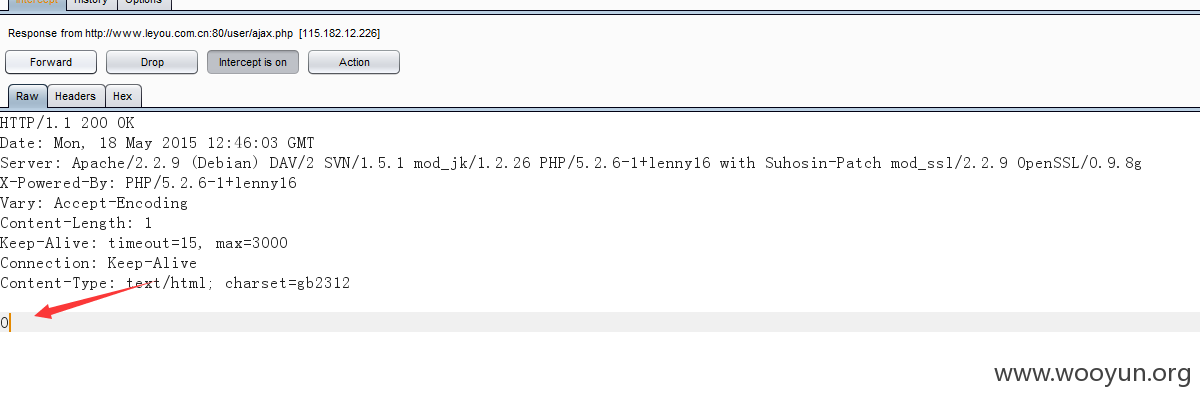 Intercept History Options
Response from http://www.leyou.com.cn:80/user/ajax.php [115.182.12.226]
Forward Drop Intercept is on Action
Raw Headers Hex
HTTP/1.1 200 OK
Date: Mon, 18 May 2015 12:46:03 GMT
Server: Apache/2.2.9 (Debian) DAV/2 SVN/1.5.1 mod_jk/1.2.26 PHP/5.2.6-1+lenny16 with Suhosin-Patch mod_ssl/2.2.9 OpenSSL/0.9.8g
X-Powered-By: PHP/5.2.6-1+lenny16
Vary: Accept-Encoding
Content-Length: 1
Keep-Alive: timeout=15, max=3000
Connection: Keep-Alive
Content-Type: text/html; charset=gb2312
0
www.wooyun.org